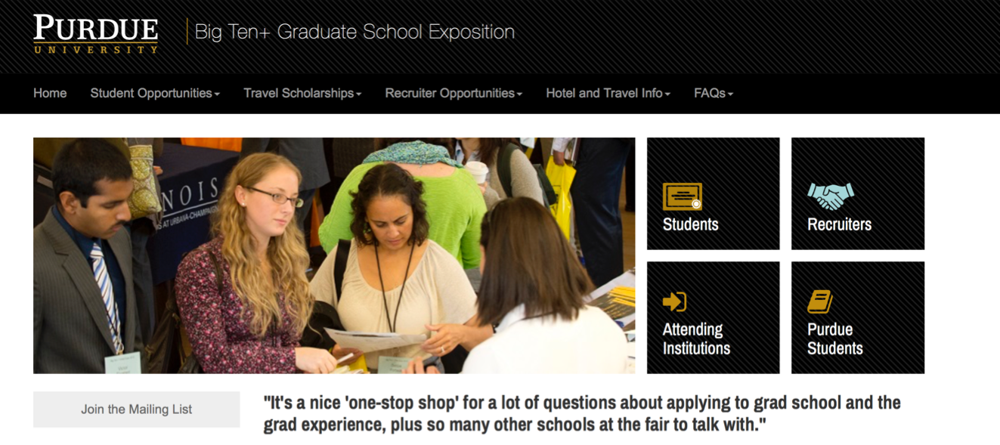 PURDUE
UNIVERSITY
Big Ten+ Graduate School Exposition
Home Student Opportunities Travel Scholarships Recruiter Opportunities Hotel and Travel Info FAQs
NOIS
AT URBANA-CHAMPAIGN
Students
Recruiters
Attending
Institutions
Purdue
Students
Join the Mailing List
"It's a nice 'one-stop shop' for a lot of questions about applying to grad school and the
grad experience, plus so many other schools at the fair to talk with."